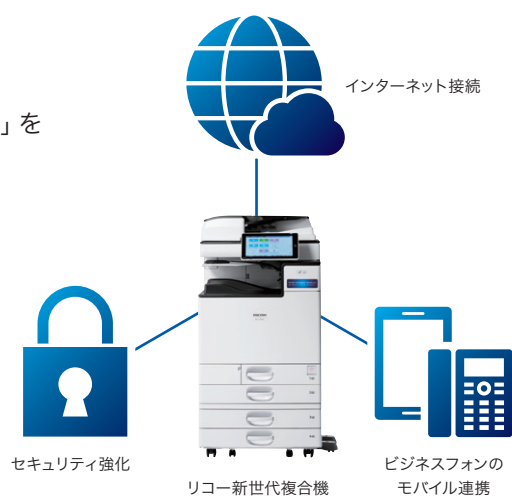 インターネット接続
」を
RICOH
セキュリティ強化
リコー新世代複合機
ビジネスフォンの
モバイル連携